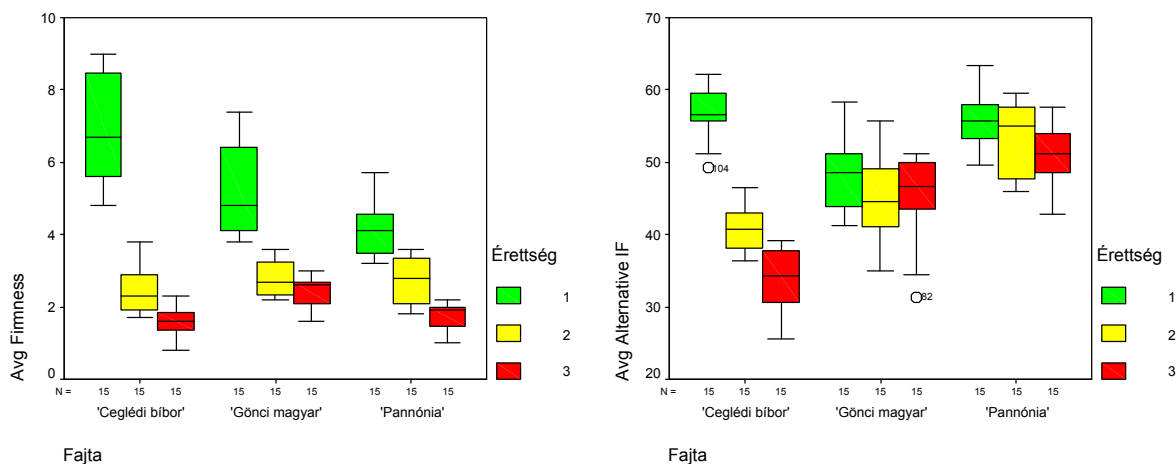 10
8
6
4
2
0
Avg Firmness
N = 15 15 15 15 15 15 15 15 15
'Ceglédi bíbor' 'Gönci magyar' 'Pannónia'
Fajta
Érettség
1
2
3
70
60
50
40
30
20
Avg Alternative IF
104
82
N = 15 15 15 15 15 15 15 15 15
'Ceglédi bíbor' 'Gönci magyar' 'Pannónia'
Fajta
Érettség
1
2
3